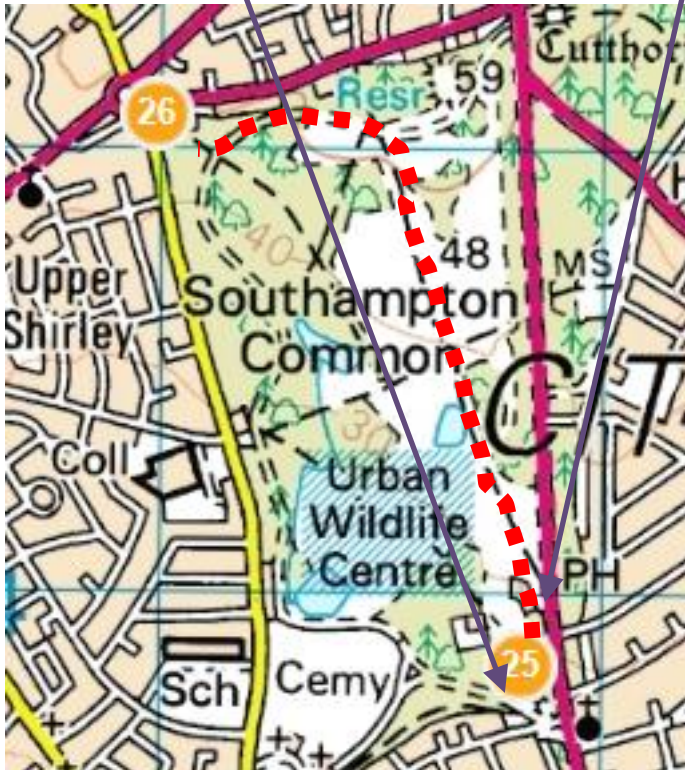 Cutthor
26
Resr
59
40
48
MS
H
Upper
Shirley
Southampton
Common
CIT
30
Coll
Urban
Wildlife
Centre
PH
25
Sch
Cemy